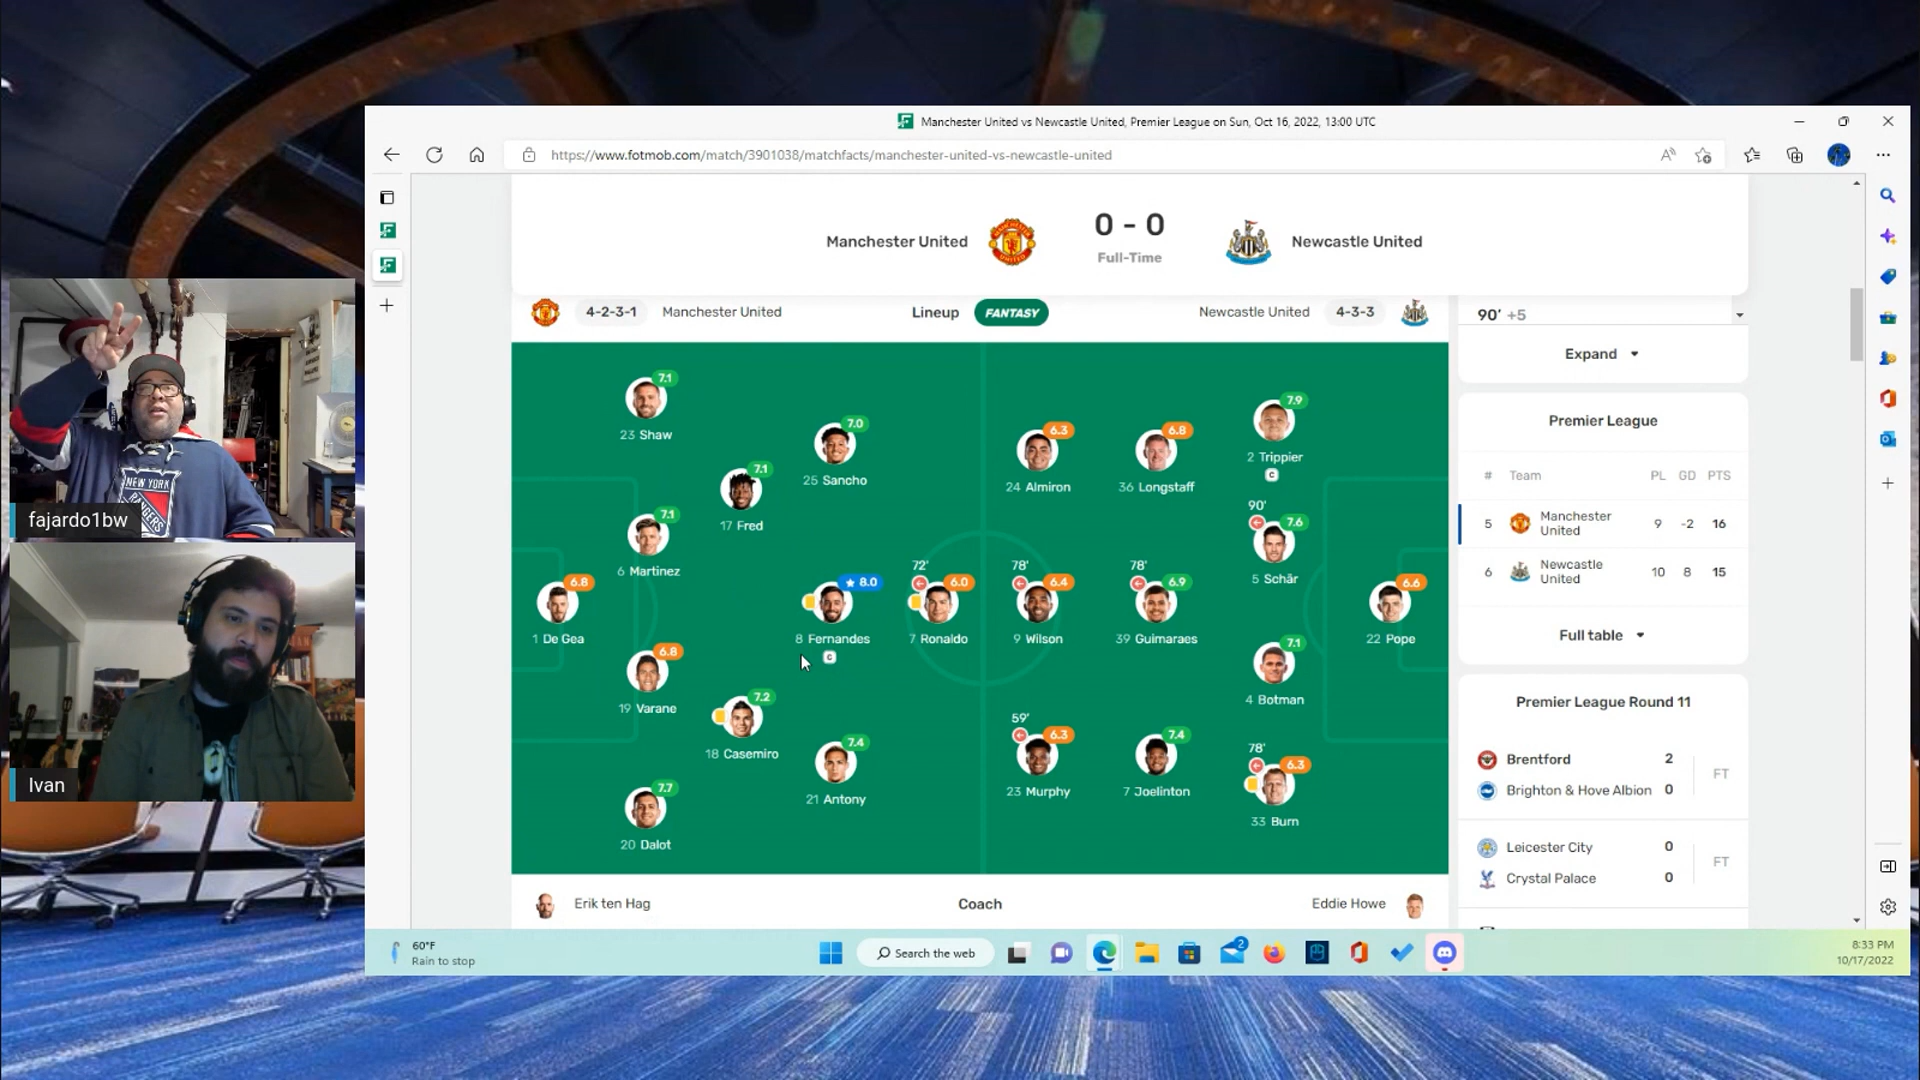 Manchester United vs Newcastle United, Premier League on Sun, Oct 16, 2022, 13:00 UTC
https://www.fotmob.com/match/3901038/matchfacts/manchester-united-vs-newcastle-united
Manchester United
0 - 0
Full-Time
Newcastle United
4-2-3-1 Manchester United
Lineup FANTASY
Newcastle United 4-3-3
7.1
23 Shaw
7.1
6 Martinez
6.8
1 De Gea
6.8
19 Varane
7.7
20 Dalot
7.1
17 Fred
7.2
18 Casemiro
7.0
25 Sancho
8.0
8 Fernandes
C
7.4
21 Antony
72'
6.0
7 Ronaldo
6.3
24 Almiron
78'
6.4
9 Wilson
59'
6.3
23 Murphy
6.8
36 Longstaff
78'
6.9
39 Guimaraes
7.4
7 Joelinton
7.9
2 Trippier
C
90'
7.6
5 Schär
7.1
4 Botman
78'
6.3
33 Burn
6.6
22 Pope
Erik ten Hag
Coach
Eddie Howe
90' +5
Expand
Premier League
# Team PL GD PTS
5 Manchester United 9 -2 16
6 Newcastle United 10 8 15
Full table
Premier League Round 11
Brentford 2
Brighton & Hove Albion 0
FT
Leicester City 0
Crystal Palace 0
FT
NEW YORK
RANGERS
fajardo1bw
Ivan
60°F
Rain to stop
Search the web
2
8:33 PM
10/17/2022